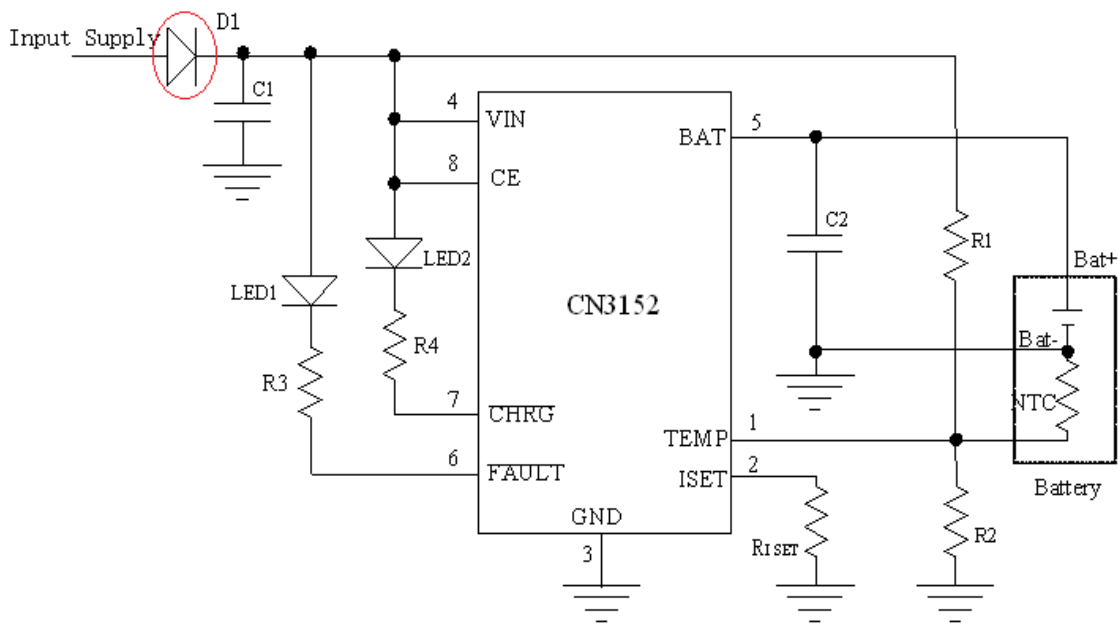 D1
Input Supply
C1
4
VIN
5
BAT
8
CE
C2
R1
LED2
Bat+
LED1
CN3152
R4
Bat-
R3
NTC
7
CHRG
1
TEMP
6
FAULT
2
ISET
Battery
GND
3
RISET
R2